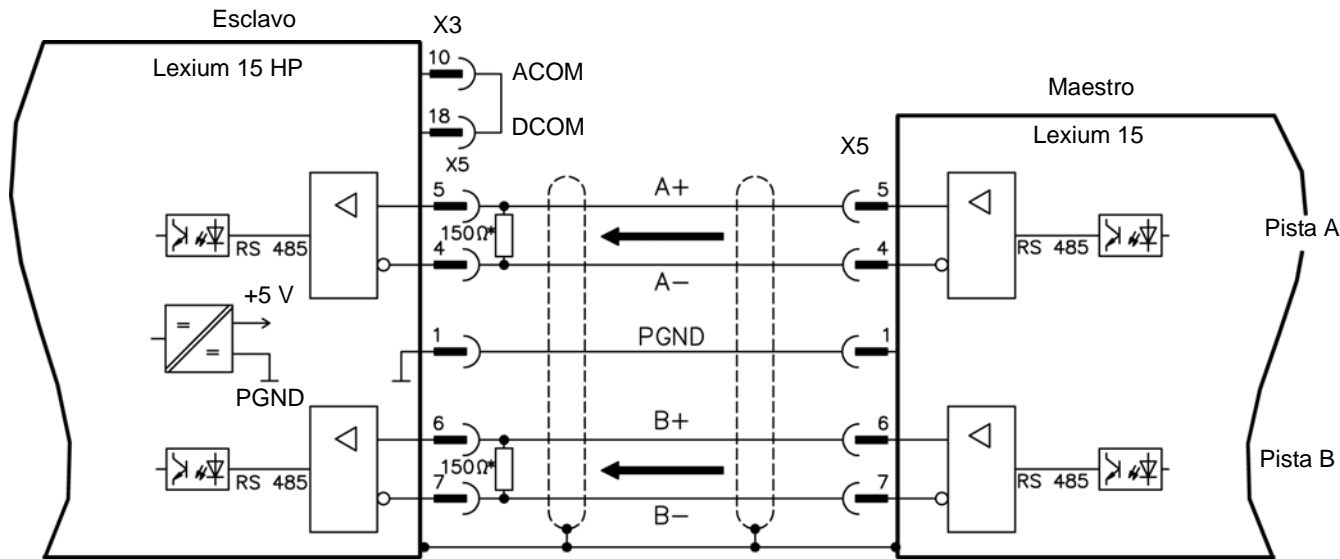 Esclavo
X3
Lexium 15 HP
10
ACOM
Maestro
18
DCOM
Lexium 15
X5
X5
5
A+
5
Pista A
150Ω*
RS 485
RS 485
4
A-
4
+5 V
=
=
1
PGND
1
PGND
6
B+
6
150Ω*
Pista B
RS 485
RS 485
7
B-
7